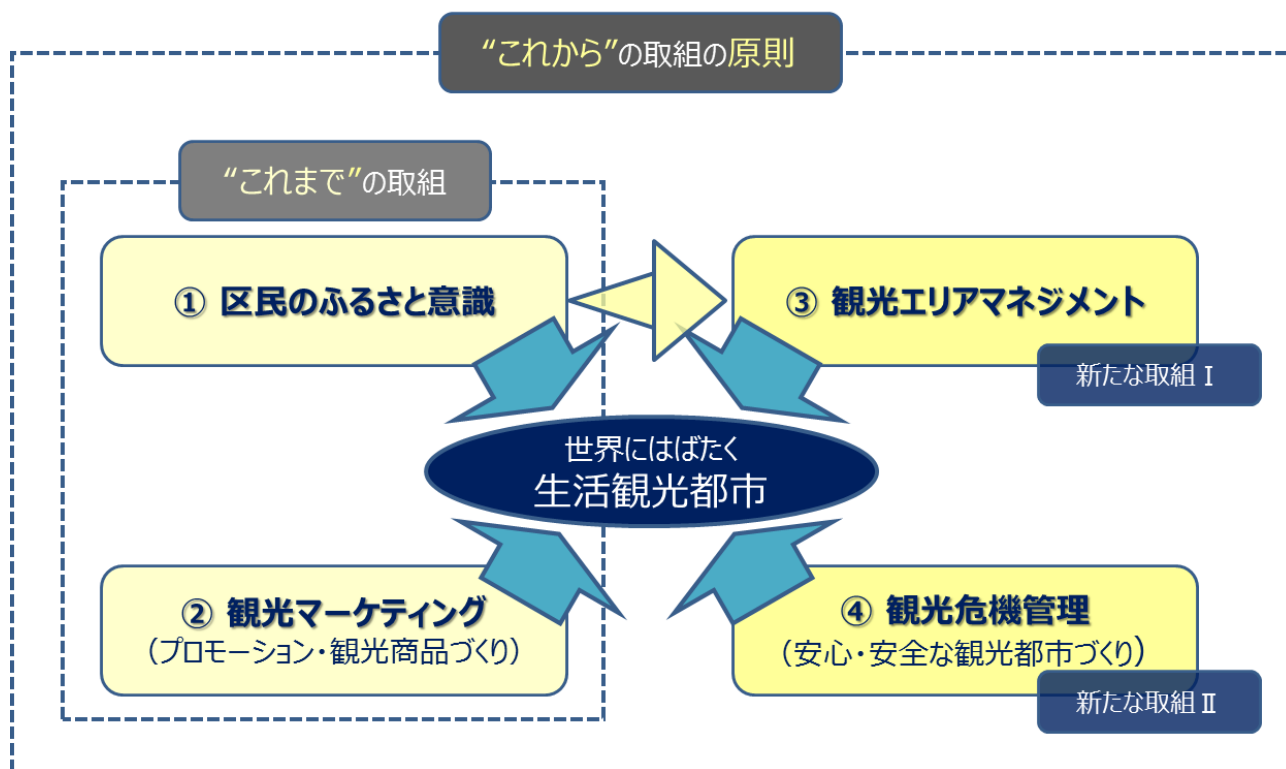 “これから”の取組の原則
“これまで”の取組
① 区民のふるさと意識
③ 観光エリアマネジメント
新たな取組Ⅰ
世界にはばたく
生活観光都市
② 観光マーケティング
（プロモーション・観光商品づくり）
④ 観光危機管理
（安心・安全な観光都市づくり）
新たな取組Ⅱ